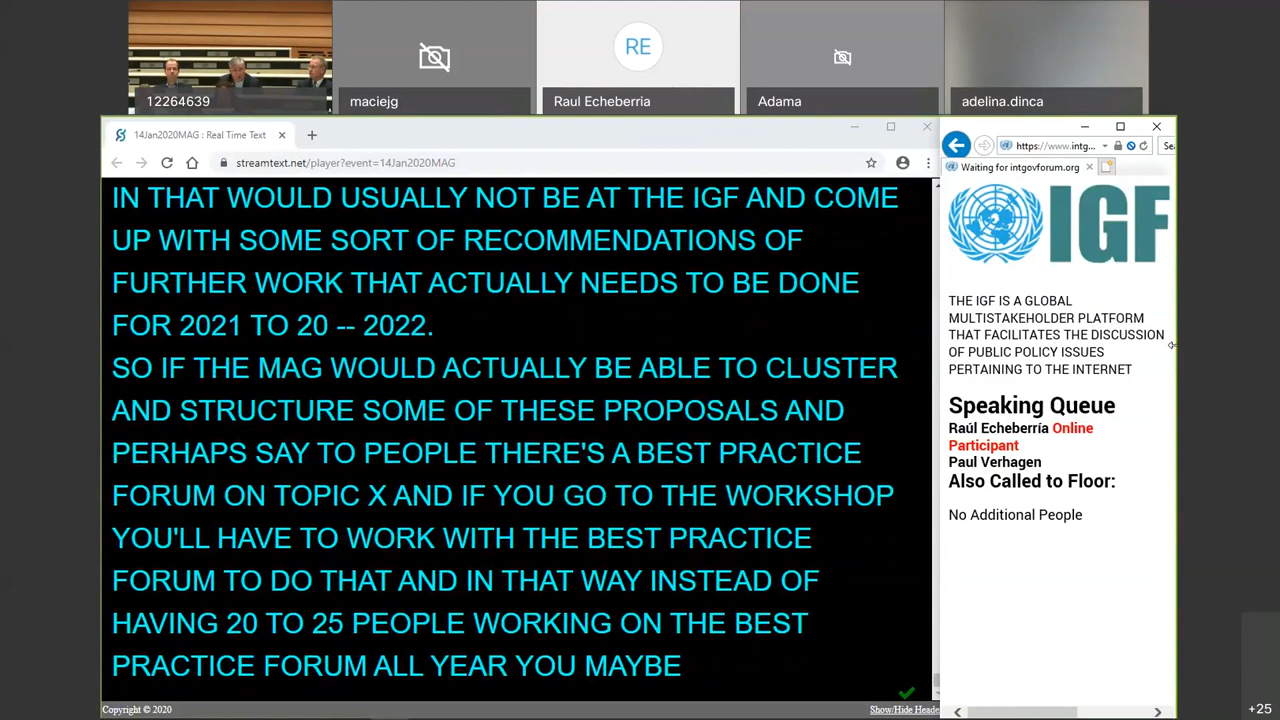 RE
12264639
maciejg
Raul Echeberria
Adama
adelina.dinca
14Jan2020MAG : Real Time Text
streamtext.net/player?event=14Jan2020MAG
IN THAT WOULD USUALLY NOT BE AT THE IGF AND COME
UP WITH SOME SORT OF RECOMMENDATIONS OF
FURTHER WORK THAT ACTUALLY NEEDS TO BE DONE
FOR 2021 TO 20 -- 2022.
SO IF THE MAG WOULD ACTUALLY BE ABLE TO CLUSTER
AND STRUCTURE SOME OF THESE PROPOSALS AND
PERHAPS SAY TO PEOPLE THERE'S A BEST PRACTICE
FORUM ON TOPIC X AND IF YOU GO TO THE WORKSHOP
YOU'LL HAVE TO WORK WITH THE BEST PRACTICE
FORUM TO DO THAT AND IN THAT WAY INSTEAD OF
HAVING 20 TO 25 PEOPLE WORKING ON THE BEST
PRACTICE FORUM ALL YEAR YOU MAYBE
Copyright © 2020
Show/Hide Heade
https://www.intg...
Sea
Waiting for intgovforum.org
IGF
THE IGF IS A GLOBAL
MULTISTAKEHOLDER PLATFORM
THAT FACILITATES THE DISCUSSION
OF PUBLIC POLICY ISSUES
PERTAINING TO THE INTERNET
Speaking Queue
Raúl Echeberría Online
Participant
Paul Verhagen
Also Called to Floor:
No Additional People
+25